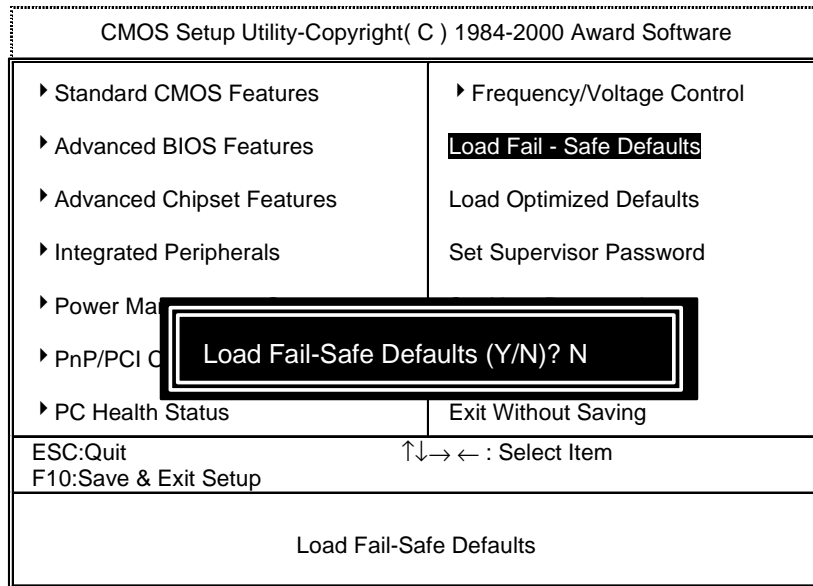 CMOS Setup Utility-Copyright( C ) 1984-2000 Award Software
Standard CMOS Features
Frequency/Voltage Control
Advanced BIOS Features
Load Fail - Safe Defaults
Advanced Chipset Features
Load Optimized Defaults
Integrated Peripherals
Set Supervisor Password
Power
PnP/PCI
Load Fail-Safe Defaults (Y/N)? N
PC Health Status
Exit Without Saving
ESC:Quit
↑↓→ ← : Select Item
F10:Save & Exit Setup
Load Fail-Safe Defaults